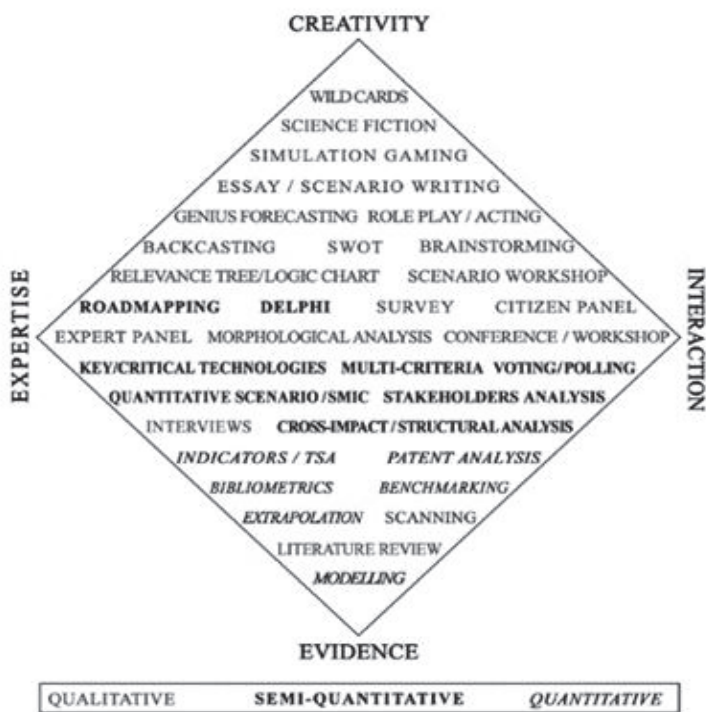 CREATIVITY
WILD CARDS
SCIENCE FICTION
SIMULATION GAMING
ESSAY / SCENARIO WRITING
GENIUS FORECASTING ROLE PLAY / ACTING
BACKCASTING SWOT BRAINSTORMING
RELEVANCE TREE/LOGIC CHART SCENARIO WORKSHOP
ROADMAPPING DELPHI SURVEY CITIZEN PANEL
EXPERT PANEL MORPHOLOGICAL ANALYSIS CONFERENCE / WORKSHOP
KEY/CRITICAL TECHNOLOGIES MULTI-CRITERIA VOTING/POLLING
QUANTITATIVE SCENARIO/SMIC STAKEHOLDERS ANALYSIS
INTERVIEWS CROSS-IMPACT/STRUCTURAL ANALYSIS
INDICATORS / TSA PATENT ANALYSIS
BIBLIOMETRICS BENCHMARKING
EXTRAPOLATION SCANNING
LITERATURE REVIEW
MODELLING
EVIDENCE
EXPERTISE
INTERACTION
QUALITATIVE SEMI-QUANTITATIVE QUANTITATIVE